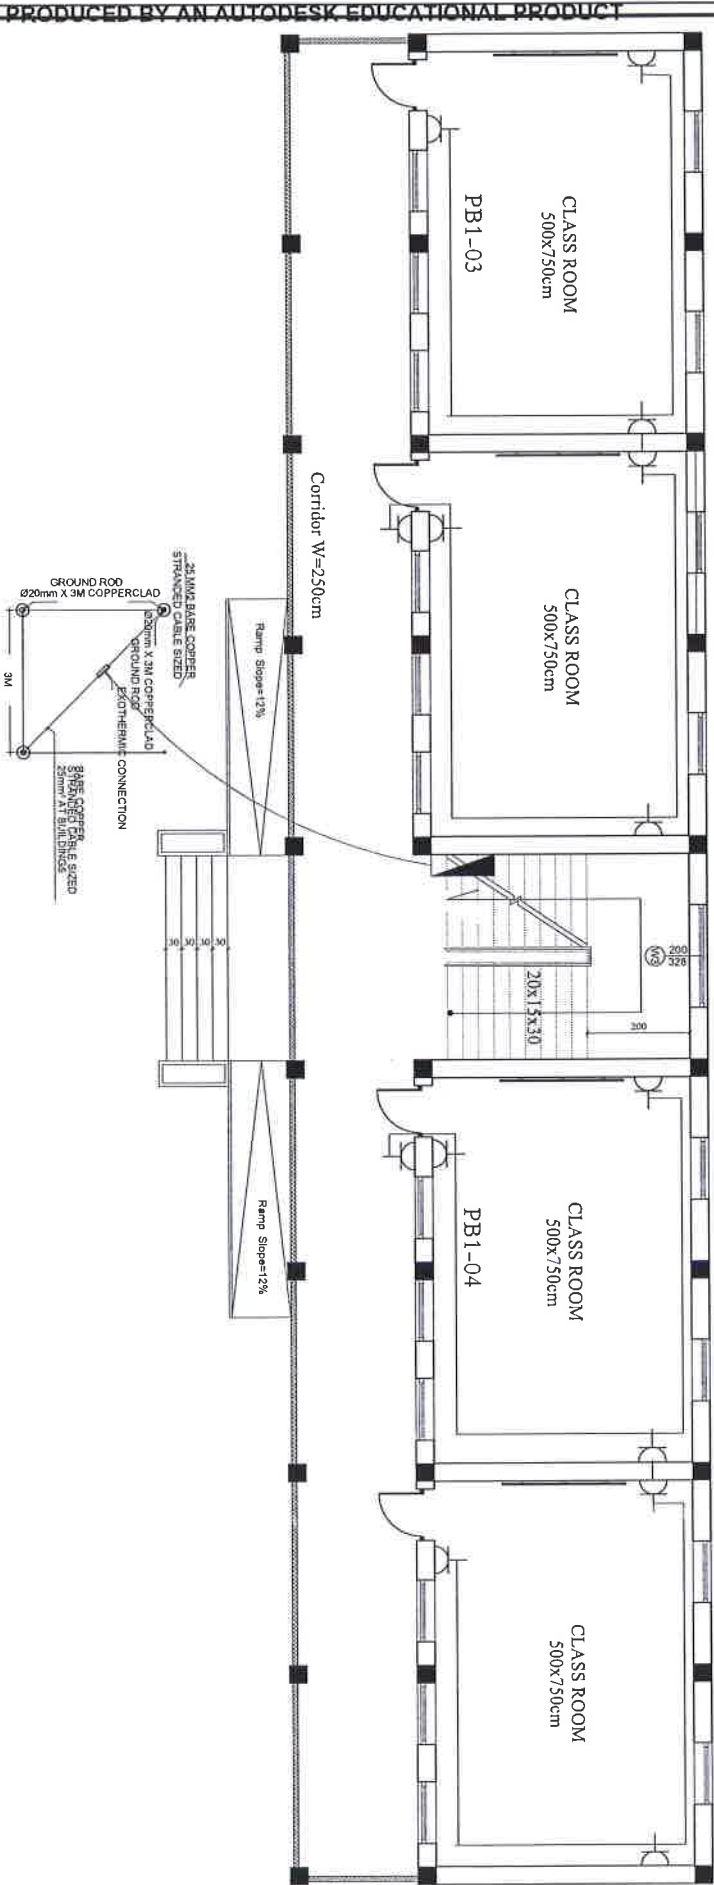 PRODUCED BY AN AUTODESK EDUCATIONAL PRODUCT
CLASS ROOM
500x750cm
PB1-03
CLASS ROOM
500x750cm
Corridor W=250cm
Ramp Slope=12%
25 MM2 BARE COPPER
STRANDED CABLE SIZED
GROUND ROD
Ø20mm X 3M COPPERCLAD
Ø20mm X 3M COPPERCLAD
GROUND ROD
EXOTHERMIC CONNECTION
3M
BARE COPPER
STRANDED CABLE SIZED
25mm² AT BUILDINGS
30 30 30 30
20x15x30
W3
200
328
200
Ramp Slope=12%
CLASS ROOM
500x750cm
PB1-04
CLASS ROOM
500x750cm